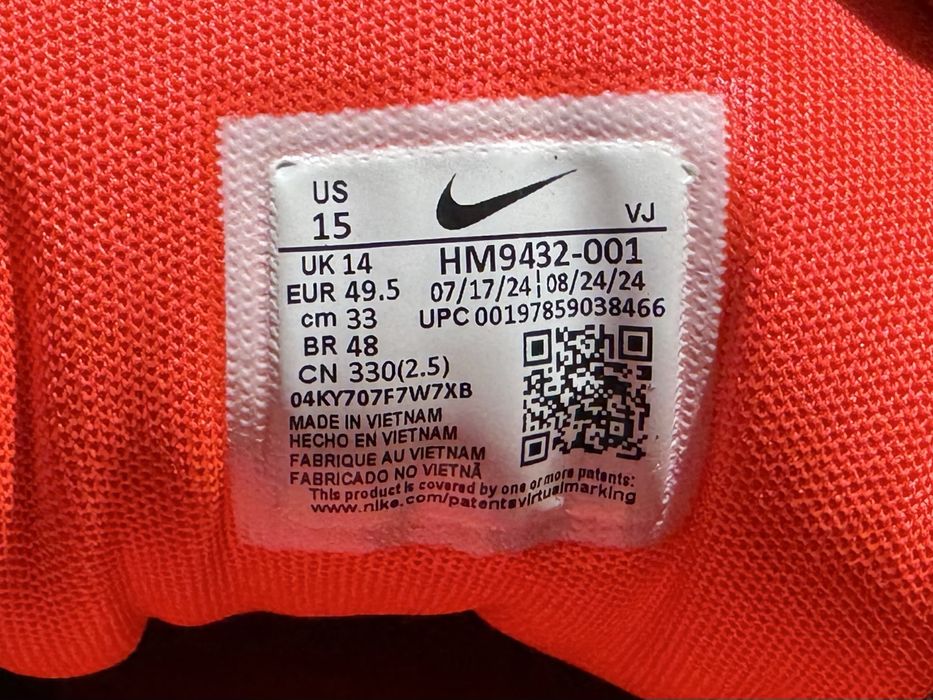 US
15
VJ
UK 14
HM9432-001
EUR 49.5
07/17/24 08/24/24
cm 33
UPC 00197859038466
BR 48
CN 330(2.5)
04KY707F7W7XB
MADE IN VIETNAM
HECHO EN VIETNAM
FABRIQUE AU VIETNAM
FABRICADO NO VIETNÃ
This product is covered by one or more patents:
www.nike.com/patentsvirtualmarking